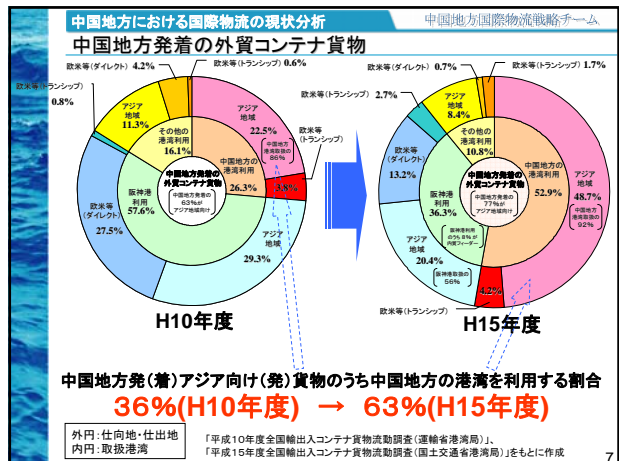 中国地方における国際物流の現状分析
中国地方国際物流戦略チーム
中国地方発着の外貿コンテナ貨物
欧米等(ダイレクト) 4.2%
欧米等(トランシップ) 0.6%
欧米等(トランシップ)
0.8%
アジア
地域
11.3%
その他の
港湾利用
16.1%
アジア
地域
22.5%
中国地方
港湾取扱の
86%
欧米等
(トランシップ)
3.8%
中国地方の
港湾利用
26.3%
中国地方発着の
外貿コンテナ貨物
中国地方発着の
63%が
アジア地域向け
阪神港
利用
57.6%
欧米等
(ダイレクト)
27.5%
アジア
地域
29.3%
H10年度
欧米等(ダイレクト) 0.7%
欧米等(トランシップ) 1.7%
欧米等(トランシップ)
2.7%
アジア
地域
8.4%
その他の
港湾利用
10.8%
欧米等
(ダイレクト)
13.2%
中国地方の
港湾利用
52.9%
中国地方発着の
外貿コンテナ貨物
中国地方発着の
77%が
アジア地域向け
アジア
地域
48.7%
中国地方
港湾取扱の
92%
阪神港
利用
36.3%
阪神港利用
のうち8%が
内貿フィーダー
アジア
地域
20.4%
阪神港取扱の
56%
4.2%
欧米等(トランシップ)
H15年度
中国地方発(着)アジア向け(発)貨物のうち中国地方の港湾を利用する割合
36%(H10年度) → 63%(H15年度)
外円:仕向地・仕出地
内円:取扱港湾
「平成10年度全国輸出入コンテナ貨物流動調査(運輸省港湾局)」、
「平成15年度全国輸出入コンテナ貨物流動調査(国土交通省港湾局)」をもとに作成
7